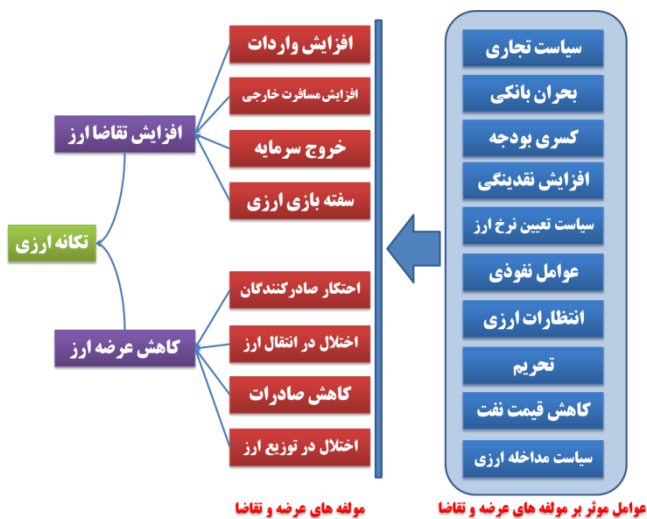 سیاست تجاری
بحران بانکی
کسری بودجه
افزایش نقدینگی
سیاست تعیین نرخ ارز
عوامل نفوذی
انتظارات ارزی
تحریم
کاهش قیمت نفت
سیاست مداخله ارزی
عوامل موثر بر مولفه های عرضه و تقاضا
افزایش واردات
افزایش مسافرت خارجی
خروج سرمایه
سفته بازی ارزی
احتکار صادرکنندگان
اختلال در انتقال ارز
کاهش صادرات
اختلال در توزیع ارز
مولفه های عرضه و تقاضا
افزایش تقاضا ارز
کاهش عرضه ارز
تکانه ارزی